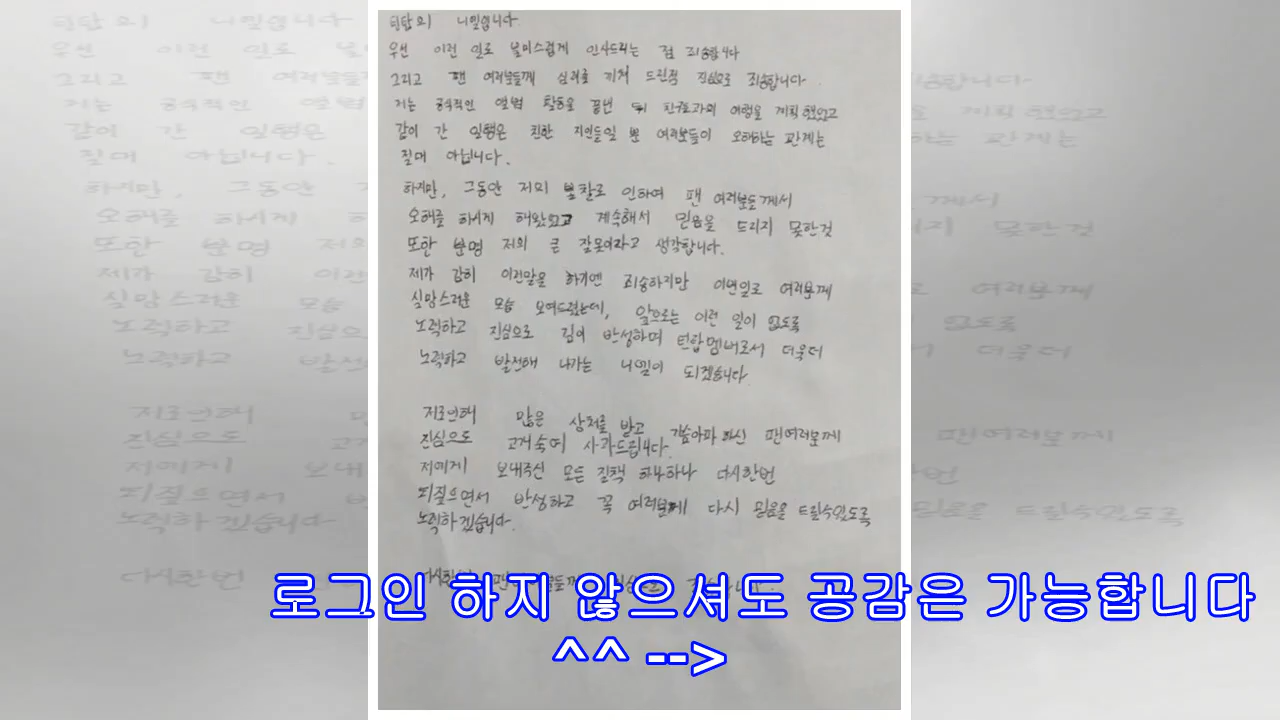 틴탑의 니엘입니다
우선 이런 일로 불미스럽게 인사드리는 점 죄송합니다
그리고 팬 여러분들께 심려를 끼쳐 드린점 진심으로 죄송합니다.
저는 공식적인 앨범 활동을 끝낸 뒤 친구들과의 여행을 계획했었고
같이 간 일행은 친한 지인들일 뿐 여러분들이 오해하는 관계는
절대 아닙니다.
하지만, 그동안 저의 불찰로 인하여 팬 여러분들께서
오해를 하시게 해왔었고 계속해서 믿음을 드리지 못한것
또한 분명 저의 큰 잘못이라고 생각합니다.
제가 감히 이런말을 하기엔 죄송하지만 이번일로 여러분께
실망스러운 모습 보여드렸는데, 앞으로는 이런 일이 없도록
노력하고 진심으로 깊이 반성하며 틴탑멤버로서 더욱더
노력하고 발전해 나가는 니엘이 되겠습니다
저로인해 많은 상처를 받고 가슴아파 하신 팬여러분께
진심으로 고개숙여 사과드립니다.
저에게 보내주신 모든 질책 하나하나 다시한번
되짚으면서 반성하고 꼭 여러분께 다시 믿음을 드릴수있도록
노력하겠습니다.
다시한번
로그인 하지 않으셔도 공감은 가능합니다
^^ -->